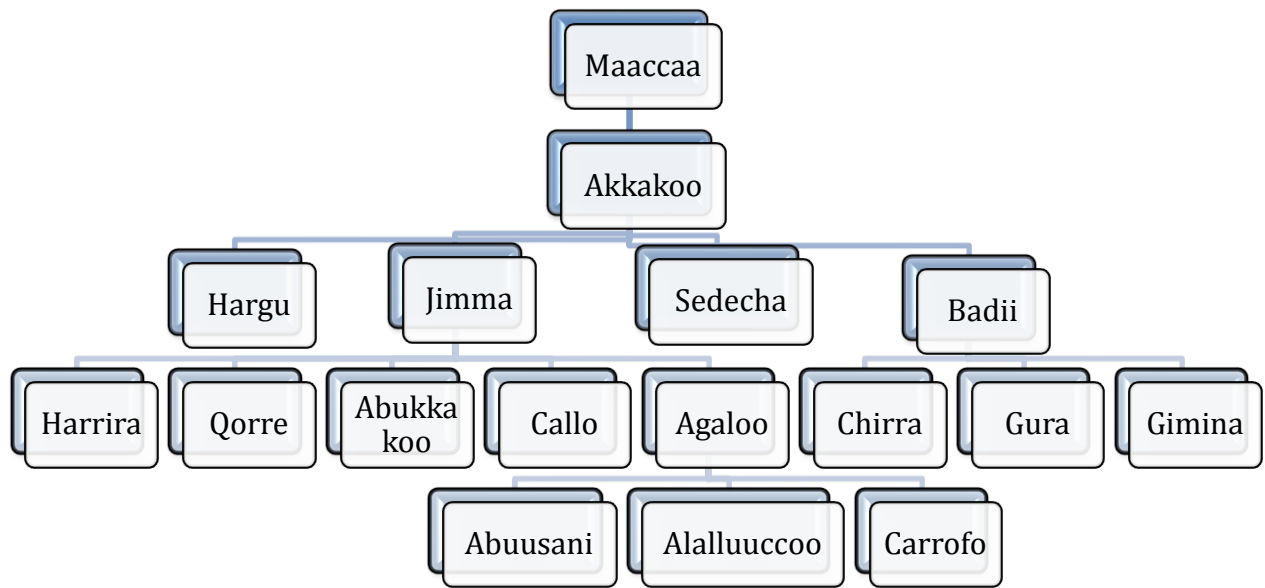 Maaccaa
Akkakoo
Hargu
Jimma
Sedecha
Badii
Harrira
Qorre
Abukka
koo
Callo
Agaloo
Chirra
Gura
Gimina
Abuusani
Alalluuccoo
Carrofo